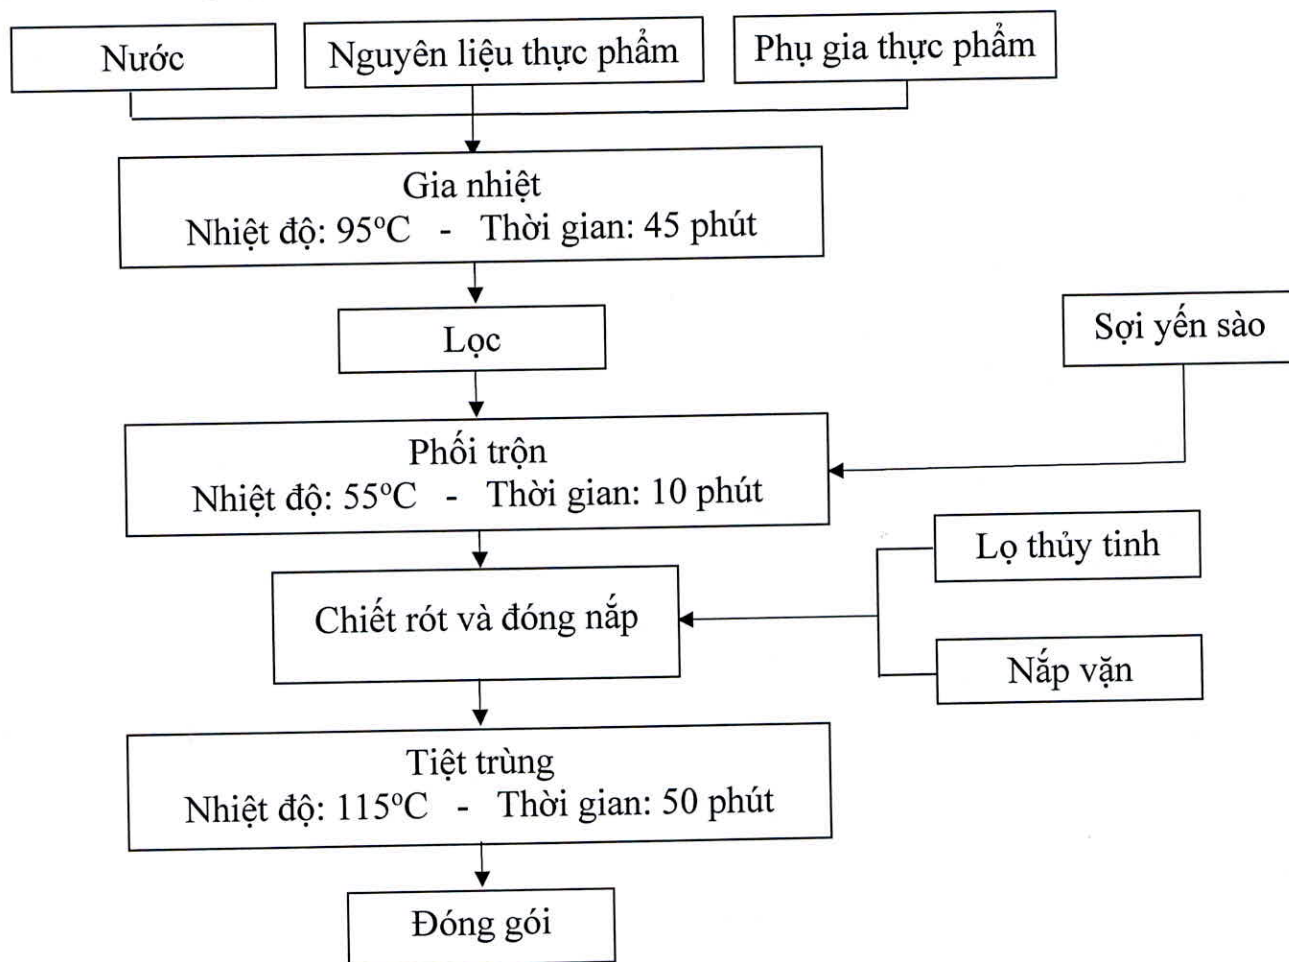 Nước
Nguyên liệu thực phẩm
Phụ gia thực phẩm
Gia nhiệt
Nhiệt độ: 95°C - Thời gian: 45 phút
Lọc
Sợi yến sào
Phối trộn
Nhiệt độ: 55°C - Thời gian: 10 phút
Lọ thủy tinh
Chiết rót và đóng nắp
Nắp vặn
Tiệt trùng
Nhiệt độ: 115°C - Thời gian: 50 phút
Đóng gói